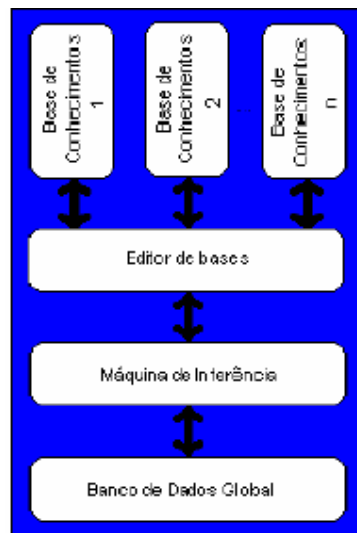 Base de
Conhecimentos
1
Base de
Conhecimentos
2
Base de
Conhecimentos
n
Editor de bases
Máquina de Inferência
Banco de Dados Global